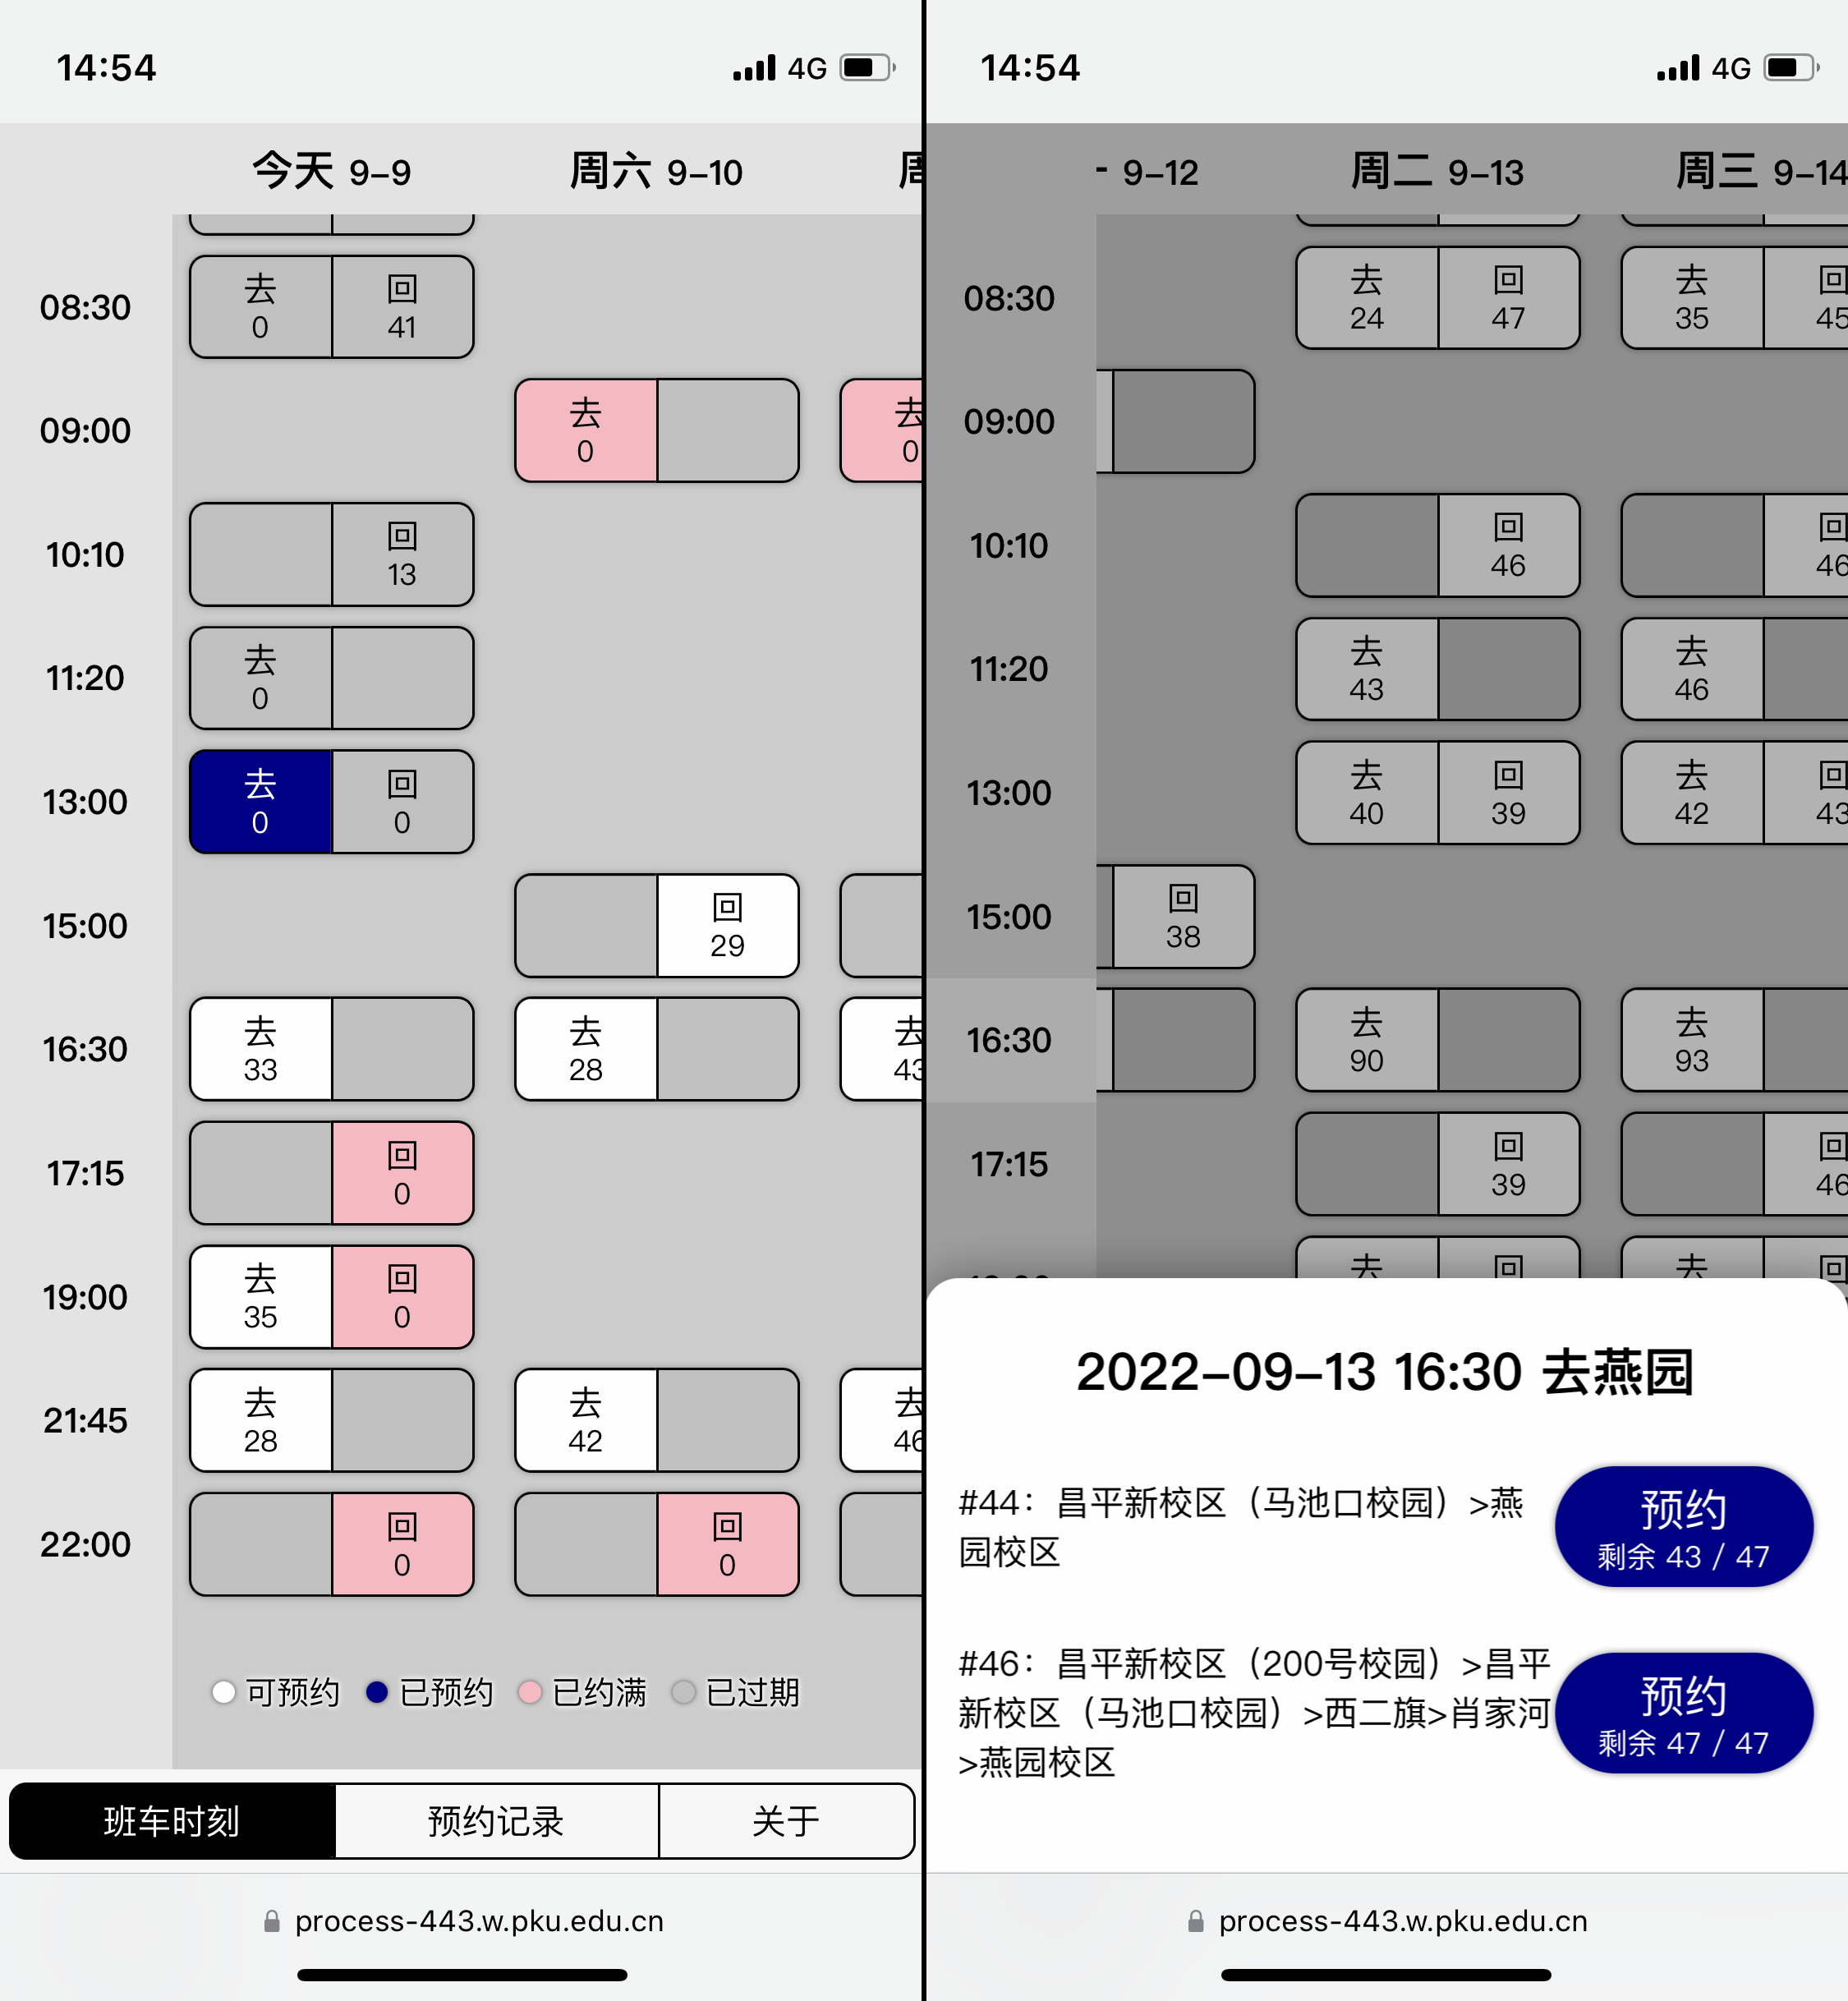 14:54
4G
今天 9–9
周六 9–10
08:30
去
0
回
41
09:00
去
0
去
0
10:10
回
13
11:20
去
0
13:00
去
0
回
0
15:00
回
29
16:30
去
33
去
28
去
43
17:15
回
0
19:00
去
35
回
0
21:45
去
28
去
42
去
46
22:00
回
0
回
0
可预约
已预约
已约满
已过期
班车时刻
预约记录
关于
process-443.w.pku.edu.cn
14:54
4G
9–12
周二 9–13
周三 9–14
08:30
去
24
回
47
去
35
回
45
09:00
10:10
回
46
回
46
11:20
去
43
去
46
13:00
去
40
回
39
去
42
回
43
15:00
回
38
16:30
去
90
去
93
17:15
回
39
回
46
去
回
去
回
2022–09–13 16:30 去燕园
#44：昌平新校区（马池口校园）>燕
园校区
预约
剩余 43 / 47
#46：昌平新校区（200号校园）>昌平
新校区（马池口校园）>西二旗>肖家河
>燕园校区
预约
剩余 47 / 47
process-443.w.pku.edu.cn